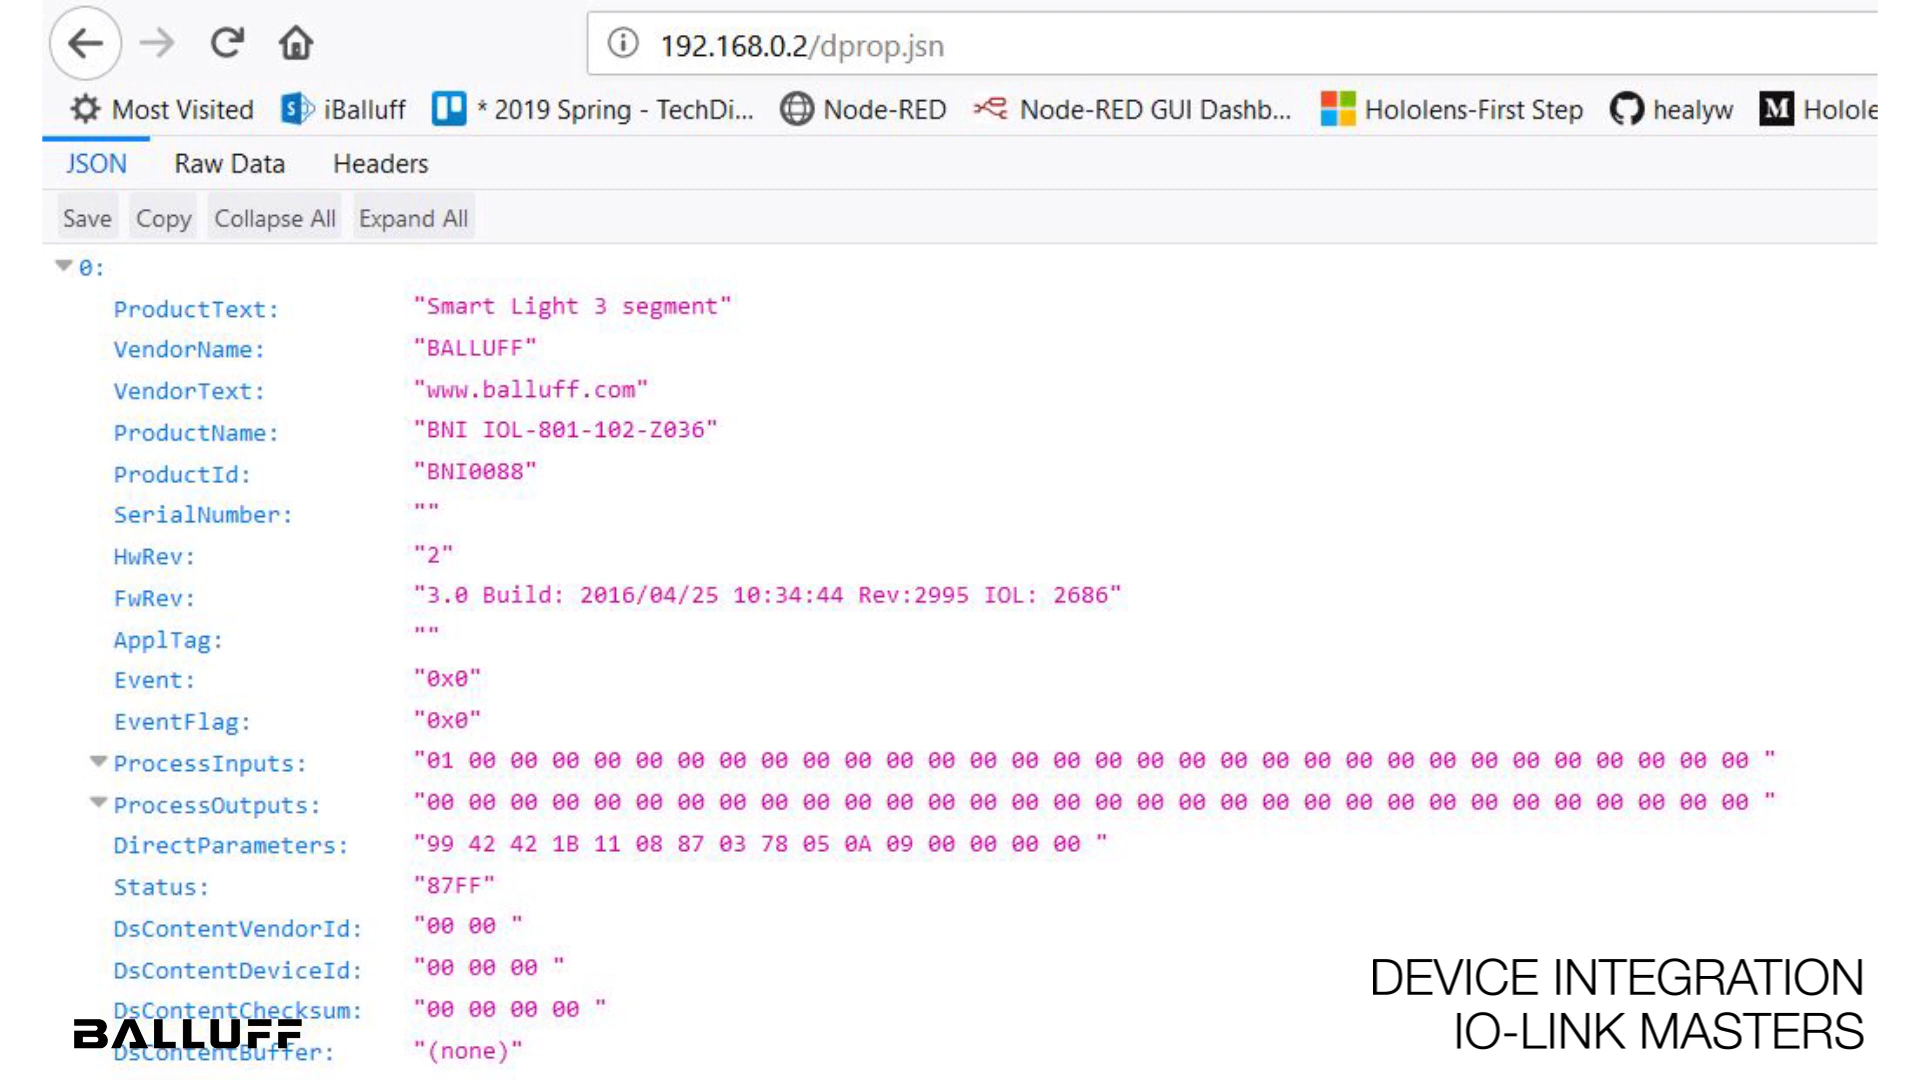 192.168.0.2/dprop.jsn
Most Visited iBalluff * 2019 Spring - TechDi... Node-RED Node-RED GUI Dashb... Hololens-First Step healyw M Holole
JSON Raw Data Headers
Save Copy Collapse All Expand All
0:
ProductText: "Smart Light 3 segment"
VendorName: "BALLUFF"
VendorText: "www.balluff.com"
ProductName: "BNI IOL-801-102-Z036"
ProductId: "BNI0088"
SerialNumber: ""
HwRev: "2"
FwRev: "3.0 Build: 2016/04/25 10:34:44 Rev:2995 IOL: 2686"
ApplTag: ""
Event: "0x0"
EventFlag: "0x0"
ProcessInputs: "01 00 00 00 00 00 00 00 00 00 00 00 00 00 00 00 00 00 00 00 00 00 00 00 00 00 00 00 00 00 00 00 "
ProcessOutputs: "00 00 00 00 00 00 00 00 00 00 00 00 00 00 00 00 00 00 00 00 00 00 00 00 00 00 00 00 00 00 00 00 "
DirectParameters: "99 42 42 1B 11 08 87 03 78 05 0A 09 00 00 00 00 "
Status: "87FF"
DsContentVendorId: "00 00 "
DsContentDeviceId: "00 00 00 "
DsContentChecksum: "00 00 00 00 "
DsContentBuffer: "(none)"
BALLUFF
DEVICE INTEGRATION
IO-LINK MASTERS